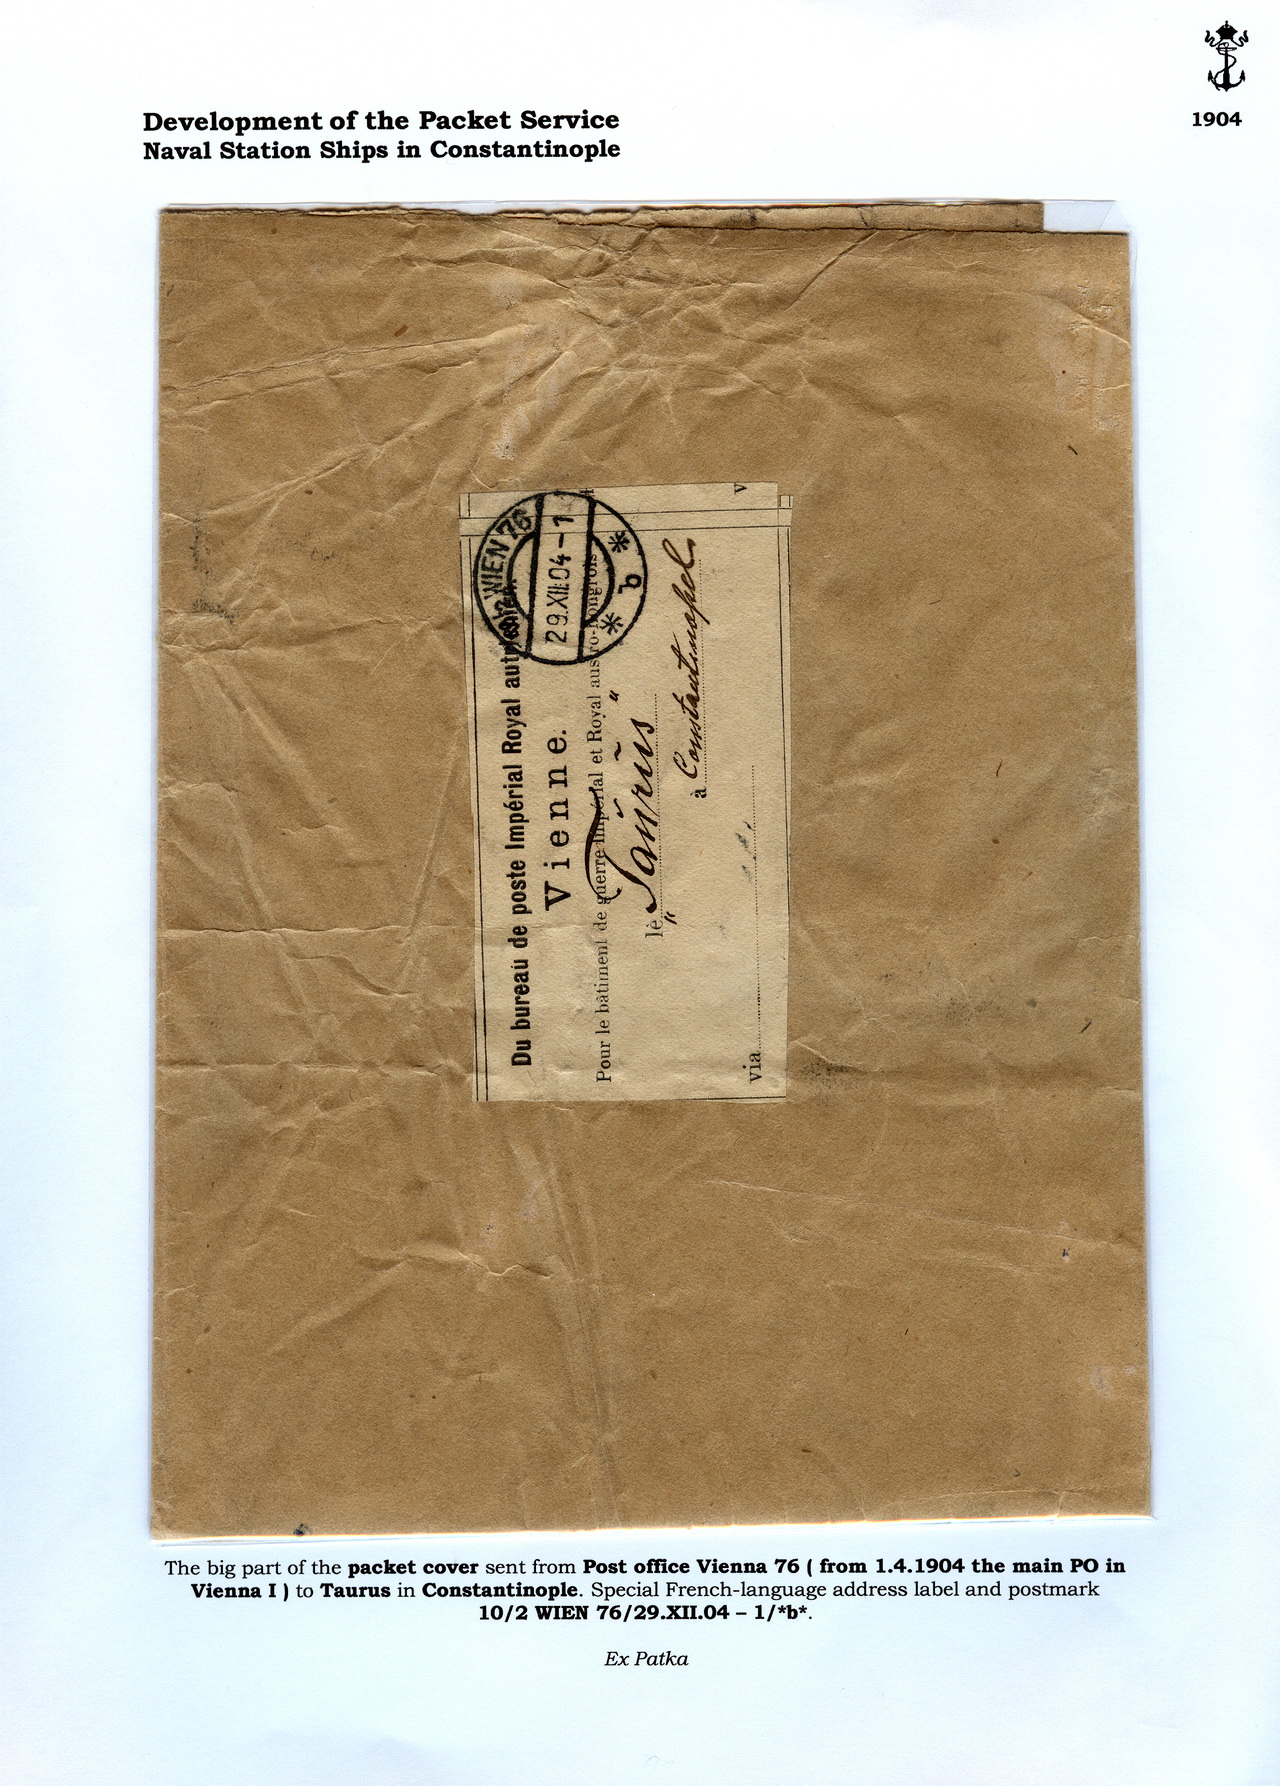 1904
Development of the Packet Service
Naval Station Ships in Constantinople
Du bureau de poste Impérial Royal autrichien.
Vienne.
Pour le bâtiment de guerre Impérial et Royal austro-hongrois
le „Taurus“
à Constantinopel
via
v
WIEN 76
29.XII.04-1
* b *
The big part of the packet cover sent from Post office Vienna 76 ( from 1.4.1904 the main PO in
Vienna I ) to Taurus in Constantinople. Special French-language address label and postmark
10/2 WIEN 76/29.XII.04 – 1/*b*.
Ex Patka